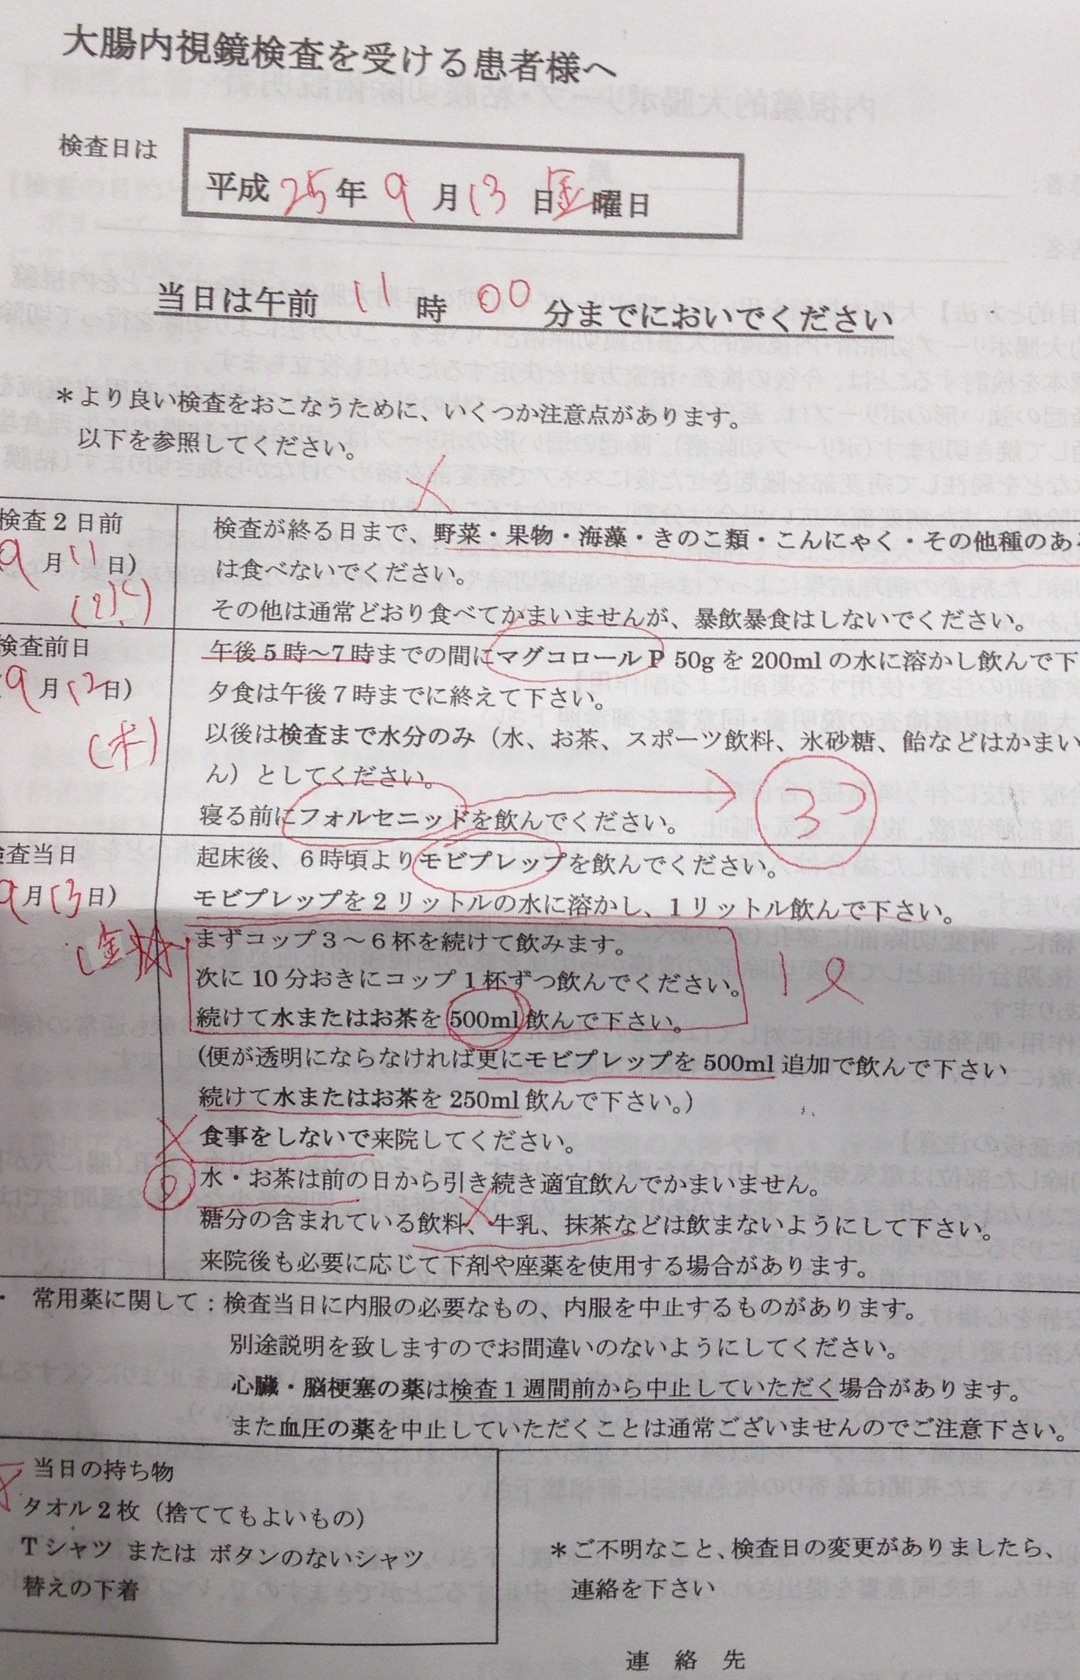 大腸内視鏡検査を受ける患者様へ
検査日は
平成 25 年 9 月 13 日 金 曜日
当日は午前 11 時 00 分までにおいでください
＊より良い検査をおこなうために、いくつか注意点があります。
以下を参照してください。
検査2日前
9月11日)
(水)
検査が終る日まで、野菜・果物・海藻・きのこ類・こんにゃく・その他種のある
は食べないでください。
その他は通常どおり食べてかまいませんが、暴飲暴食はしないでください。
検査前日
9月12日)
(木)
午後5時～7時までの間にマグコロールP 50gを200mlの水に溶かし飲んで下
夕食は午後7時までに終えて下さい。
以後は検査まで水分のみ（水、お茶、スポーツ飲料、氷砂糖、飴などはかまい
ん）としてください。
寝る前にフォルセニッドを飲んでください。
3
検査当日
9月13日)
(金)
起床後、6時頃よりモビプレップを飲んでください。
モビプレップを2リットルの水に溶かし、1リットル飲んで下さい。
まずコップ3～6杯を続けて飲みます。
次に10分おきにコップ1杯ずつ飲んでください。
続けて水またはお茶を500ml飲んで下さい。
1ℓ
(便が透明にならなければ更にモビプレップを500ml追加で飲んで下さい
続けて水またはお茶を250ml飲んで下さい。)
食事をしないで来院してください。
水・お茶は前の日から引き続き適宜飲んでかまいません。
糖分の含まれている飲料、牛乳、抹茶などは飲まないようにして下さい。
来院後も必要に応じて下剤や座薬を使用する場合があります。
・ 常用薬に関して：検査当日に内服の必要なもの、内服を中止するものがあります。
別途説明を致しますのでお間違いのないようにしてください。
心臓・脳梗塞の薬は検査1週間前から中止していただく場合があります。
また血圧の薬を中止していただくことは通常ございませんのでご注意下さい。
当日の持ち物
タオル2枚（捨ててもよいもの）
Tシャツ または ボタンのないシャツ
替えの下着
＊ご不明なこと、検査日の変更がありましたら、
連絡を下さい
連 絡 先